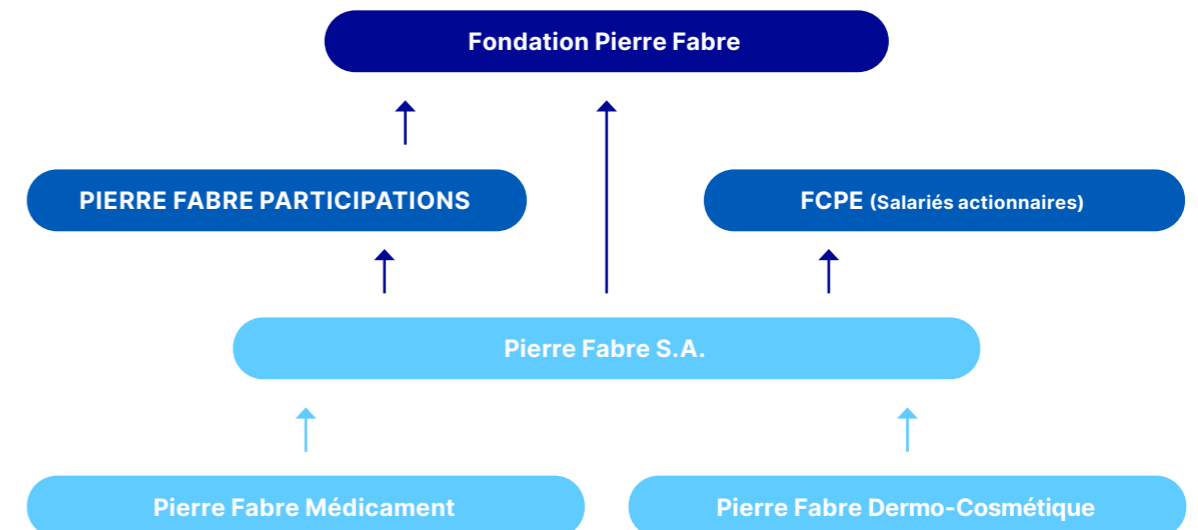 Fondation Pierre Fabre
PIERRE FABRE PARTICIPATIONS
FCPE (Salariés actionnaires)
Pierre Fabre S.A.
Pierre Fabre Médicament
Pierre Fabre Dermo-Cosmétique